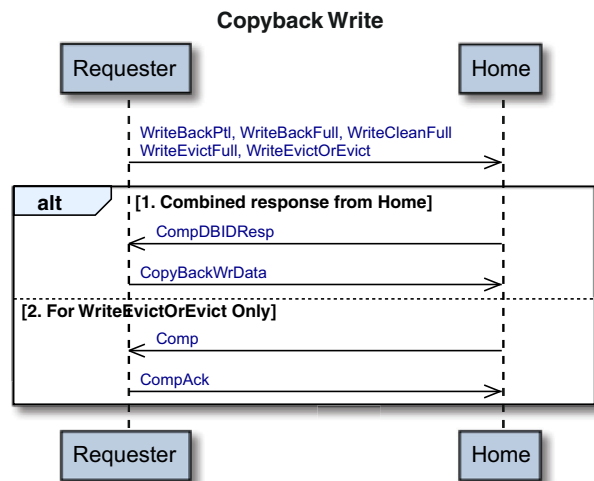 Copyback Write
Requester Home
WriteBackPtl, WriteBackFull, WriteCleanFull
WriteEvictFull, WriteEvictOrEvict
alt [1. Combined response from Home]
CompDBIDResp
CopyBackWrData
[2. For WriteEvictOrEvict Only]
Comp
CompAck
Requester Home